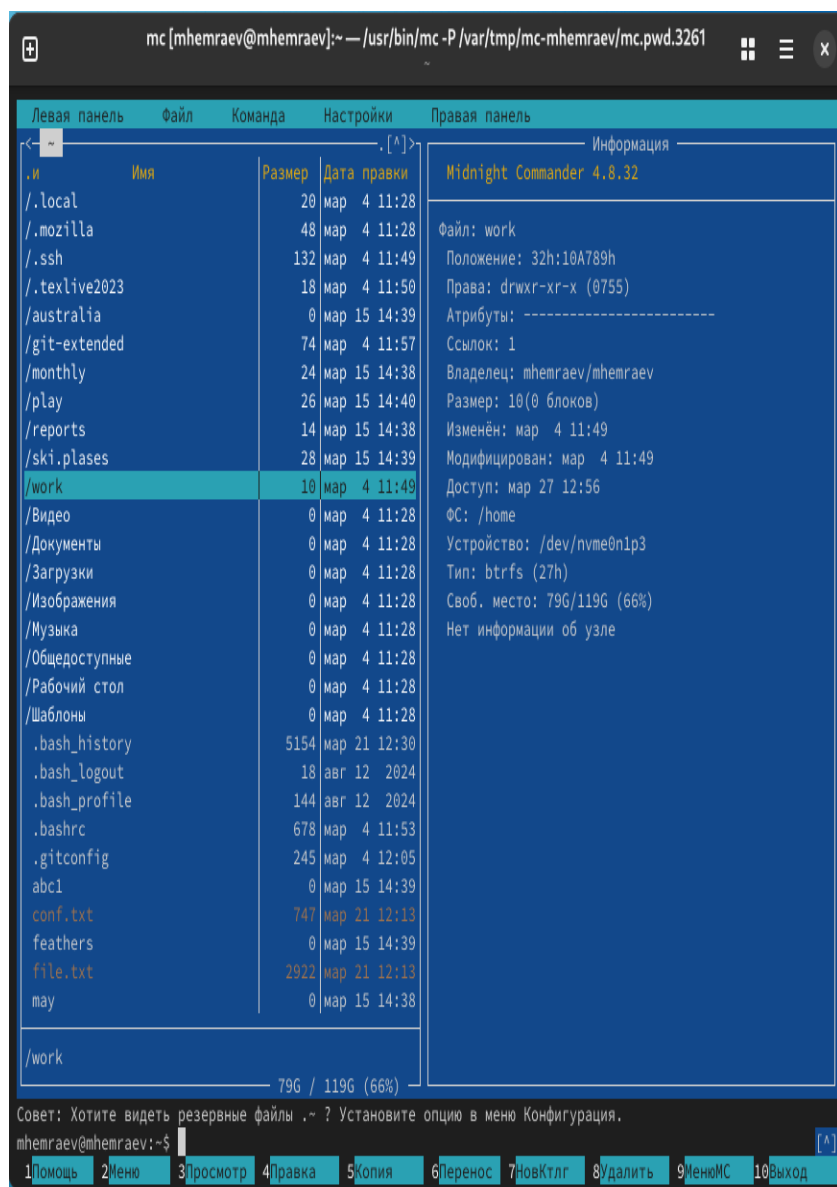 mc [mhemraev@mhemraev]:~ — /usr/bin/mc -P /var/tmp/mc-mhemraev/mc.pwd.3261
~
Левая панель Файл Команда Настройки Правая панель
<- ~ .[^]>
.и Имя Размер Дата правки
/.local 20 мар 4 11:28
/.mozilla 48 мар 4 11:28
/.ssh 132 мар 4 11:49
/.texlive2023 18 мар 4 11:50
/australia 0 мар 15 14:39
/git-extended 74 мар 4 11:57
/monthly 24 мар 15 14:38
/play 26 мар 15 14:40
/reports 14 мар 15 14:38
/ski.plases 28 мар 15 14:39
/work 10 мар 4 11:49
/Видео 0 мар 4 11:28
/Документы 0 мар 4 11:28
/Загрузки 0 мар 4 11:28
/Изображения 0 мар 4 11:28
/Музыка 0 мар 4 11:28
/Общедоступные 0 мар 4 11:28
/Рабочий стол 0 мар 4 11:28
/Шаблоны 0 мар 4 11:28
.bash_history 5154 мар 21 12:30
.bash_logout 18 авг 12 2024
.bash_profile 144 авг 12 2024
.bashrc 678 мар 4 11:53
.gitconfig 245 мар 4 12:05
abc1 0 мар 15 14:39
conf.txt 747 мар 21 12:13
feathers 0 мар 15 14:39
file.txt 2922 мар 21 12:13
may 0 мар 15 14:38
/work
79G / 119G (66%)
Информация
Midnight Commander 4.8.32
Файл: work
Положение: 32h:10A789h
Права: drwxr-xr-x (0755)
Атрибуты: -------------------------
Ссылок: 1
Владелец: mhemraev/mhemraev
Размер: 10(0 блоков)
Изменён: мар 4 11:49
Модифицирован: мар 4 11:49
Доступ: мар 27 12:56
ФС: /home
Устройство: /dev/nvme0n1p3
Тип: btrfs (27h)
Своб. место: 79G/119G (66%)
Нет информации об узле
Совет: Хотите видеть резервные файлы .~ ? Установите опцию в меню Конфигурация.
mhemraev@mhemraev:~$ [^]
1Помощь 2Меню 3Просмотр 4Правка 5Копия 6Перенос 7НовКтлг 8Удалить 9МенюМС 10Выход